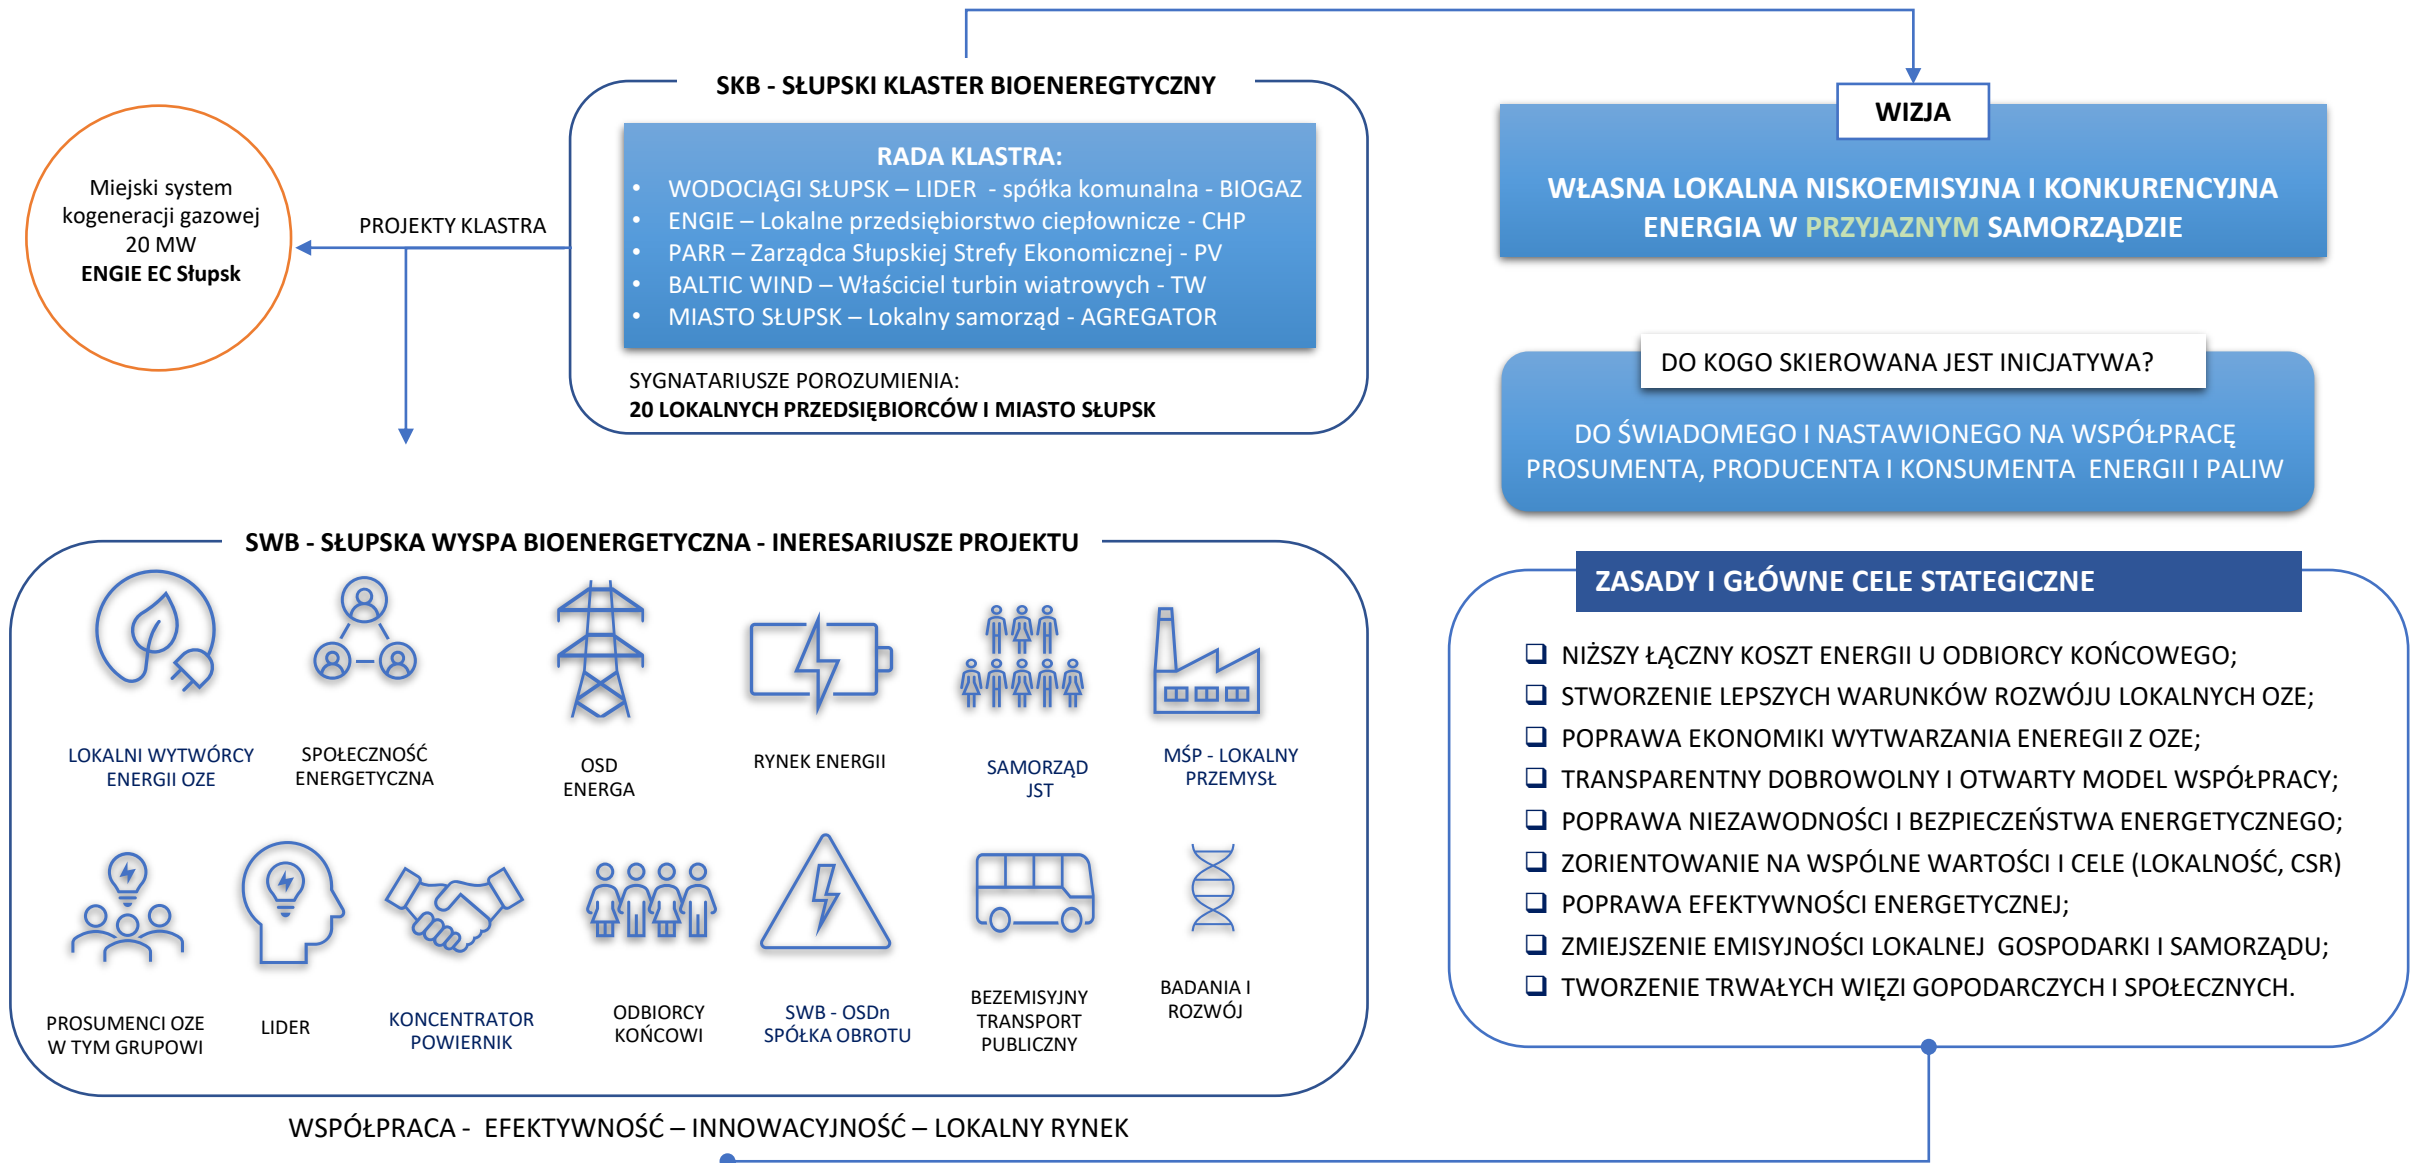 SKB - SŁUPSKI KLASTER BIOENEREGTYCZNY
RADA KLASTRA:
• WODOCIĄGI SŁUPSK – LIDER - spółka komunalna - BIOGAZ
• ENGIE – Lokalne przedsiębiorstwo ciepłownicze - CHP
• PARR – Zarządca Słupskiej Strefy Ekonomicznej - PV
• BALTIC WIND – Właściciel turbin wiatrowych - TW
• MIASTO SŁUPSK – Lokalny samorząd - AGREGATOR
SYGNATARIUSZE POROZUMIENIA:
20 LOKALNYCH PRZEDSIĘBIORCÓW I MIASTO SŁUPSK
PROJEKTY KLASTRA
Miejski system
kogeneracji gazowej
20 MW
ENGIE EC Słupsk
WIZJA
WŁASNA LOKALNA NISKOEMISYJNA I KONKURENCYJNA
ENERGIA W PRZYJAZNYM SAMORZĄDZIE
DO KOGO SKIEROWANA JEST INICJATYWA?
DO ŚWIADOMEGO I NASTAWIONEGO NA WSPÓŁPRACĘ
PROSUMENTA, PRODUCENTA I KONSUMENTA ENERGII I PALIW
SWB - SŁUPSKA WYSPA BIOENERGETYCZNA - INERESARIUSZE PROJEKTU
LOKALNI WYTWÓRCY
ENERGII OZE
SPOŁECZNOŚĆ
ENERGETYCZNA
OSD
ENERGA
RYNEK ENERGII
SAMORZĄD
JST
MŚP - LOKALNY
PRZEMYSŁ
PROSUMENCI OZE
W TYM GRUPOWI
LIDER
KONCENTRATOR
POWIERNIK
ODBIORCY
KOŃCOWI
SWB - OSDn
SPÓŁKA OBROTU
BEZEMISYJNY
TRANSPORT
PUBLICZNY
BADANIA I
ROZWÓJ
WSPÓŁPRACA - EFEKTYWNOŚĆ – INNOWACYJNOŚĆ – LOKALNY RYNEK
ZASADY I GŁÓWNE CELE STATEGICZNE
❑ NIŻSZY ŁĄCZNY KOSZT ENERGII U ODBIORCY KOŃCOWEGO;
❑ STWORZENIE LEPSZYCH WARUNKÓW ROZWÓJU LOKALNYCH OZE;
❑ POPRAWA EKONOMIKI WYTWARZANIA ENEREGII Z OZE;
❑ TRANSPARENTNY DOBROWOLNY I OTWARTY MODEL WSPÓŁPRACY;
❑ POPRAWA NIEZAWODNOŚCI I BEZPIECZEŃSTWA ENERGETYCZNEGO;
❑ ZORIENTOWANIE NA WSPÓLNE WARTOŚCI I CELE (LOKALNOŚĆ, CSR)
❑ POPRAWA EFEKTYWNOŚCI ENERGETYCZNEJ;
❑ ZMIEJSZENIE EMISYJNOŚCI LOKALNEJ GOSPODARKI I SAMORZĄDU;
❑ TWORZENIE TRWAŁYCH WIĘZI GOPODARCZYCH I SPOŁECZNYCH.